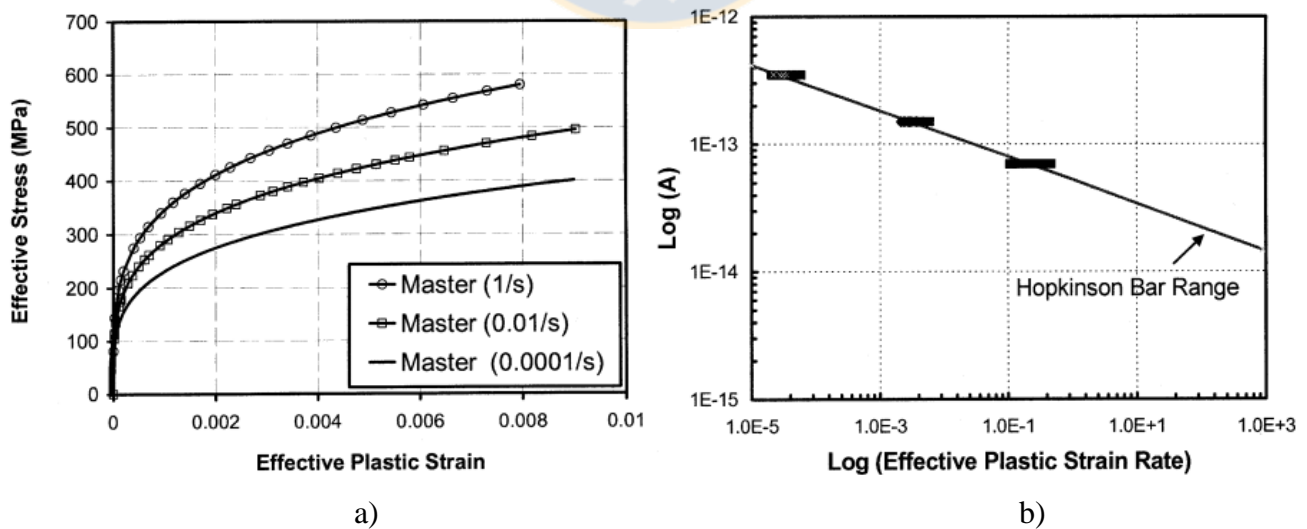 700
600
500
400
300
200
100
0
Effective Stress (MPa)
Master (1/s)
Master (0.01/s)
Master (0.0001/s)
0 0.002 0.004 0.006 0.008 0.01
Effective Plastic Strain
a)
1E-12
1E-13
1E-14
1E-15
Log (A)
Hopkinson Bar Range
1.0E-5 1.0E-3 1.0E-1 1.0E+1 1.0E+3
Log (Effective Plastic Strain Rate)
b)